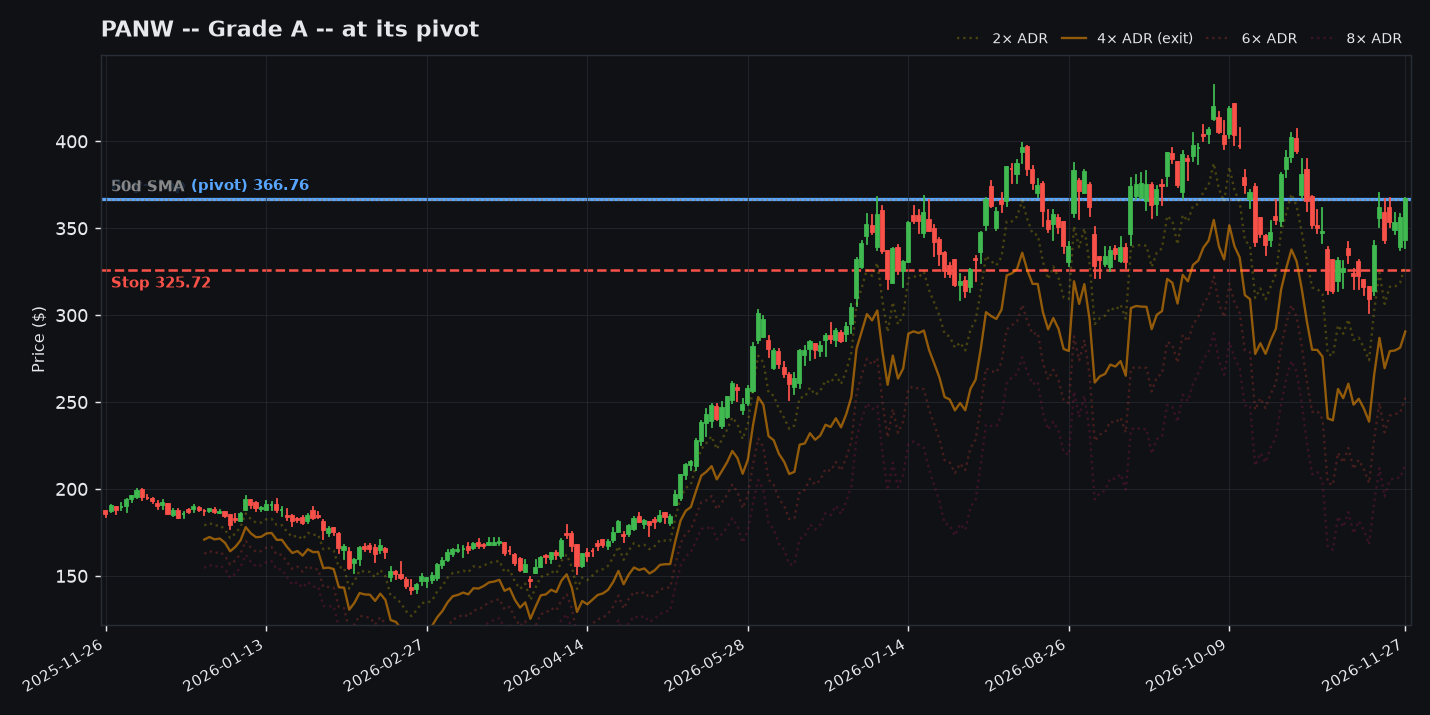 PANW -- Grade A -- at its pivot
2× ADR
4× ADR (exit)
6× ADR
8× ADR
Price ($)
400
350
300
250
200
150
50d SMA (pivot) 366.76
Stop 325.72
2025-11-26
2026-01-13
2026-02-27
2026-04-14
2026-05-28
2026-07-14
2026-08-26
2026-10-09
2026-11-27